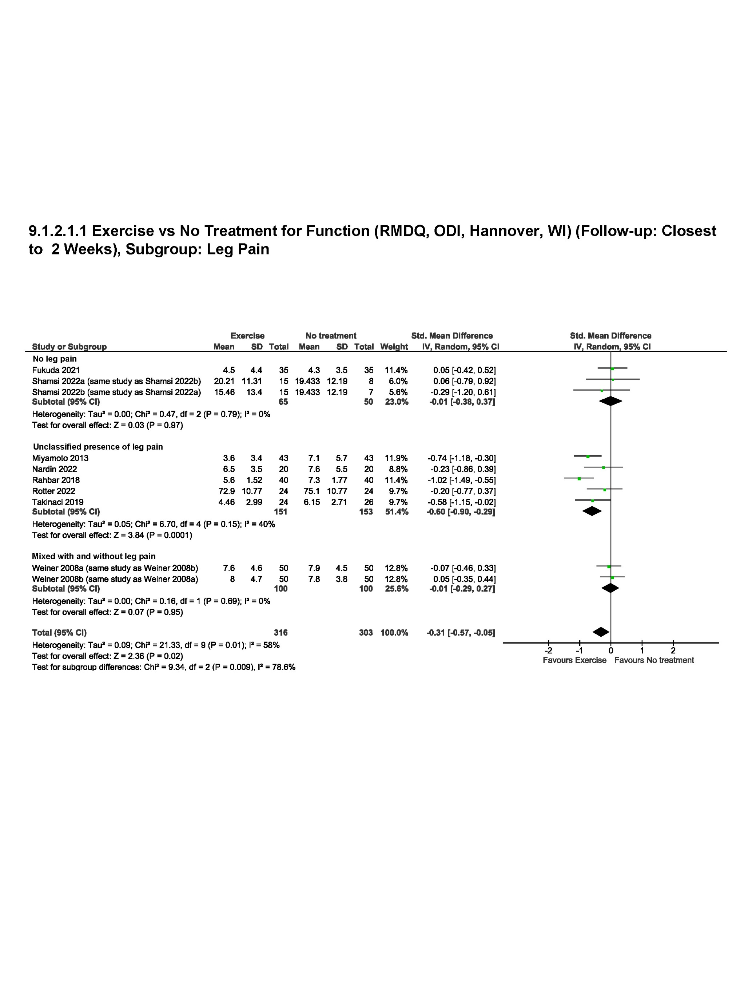 9.1.2.1.1 Exercise vs No Treatment for Function (RMDQ, ODI, Hannover, WI) (Follow-up: Closest
to 2 Weeks), Subgroup: Leg Pain
Exercise No treatment Std. Mean Difference Std. Mean Difference
Study or Subgroup Mean SD Total Mean SD Total Weight IV, Random, 95% CI IV, Random, 95% CI
No leg pain
Fukuda 2021 4.5 4.4 35 4.3 3.5 35 11.4% 0.05 [-0.42, 0.52]
Shamsi 2022a (same study as Shamsi 2022b) 20.21 11.31 15 19.433 12.19 8 6.0% 0.06 [-0.79, 0.92]
Shamsi 2022b (same study as Shamsi 2022a) 15.46 13.4 15 19.433 12.19 7 5.6% -0.29 [-1.20, 0.61]
Subtotal (95% CI) 65 50 23.0% -0.01 [-0.38, 0.37]
Heterogeneity: Tau² = 0.00; Chi² = 0.47, df = 2 (P = 0.79); I² = 0%
Test for overall effect: Z = 0.03 (P = 0.97)
Unclassified presence of leg pain
Miyamoto 2013 3.6 3.4 43 7.1 5.7 43 11.9% -0.74 [-1.18, -0.30]
Nardin 2022 6.5 3.5 20 7.6 5.5 20 8.8% -0.23 [-0.86, 0.39]
Rahbar 2018 5.6 1.52 40 7.3 1.77 40 11.4% -1.02 [-1.49, -0.55]
Rotter 2022 72.9 10.77 24 75.1 10.77 24 9.7% -0.20 [-0.77, 0.37]
Takinaci 2019 4.46 2.99 24 6.15 2.71 26 9.7% -0.58 [-1.15, -0.02]
Subtotal (95% CI) 151 153 51.4% -0.60 [-0.90, -0.29]
Heterogeneity: Tau² = 0.05; Chi² = 6.70, df = 4 (P = 0.15); I² = 40%
Test for overall effect: Z = 3.84 (P = 0.0001)
Mixed with and without leg pain
Weiner 2008a (same study as Weiner 2008b) 7.6 4.6 50 7.9 4.5 50 12.8% -0.07 [-0.46, 0.33]
Weiner 2008b (same study as Weiner 2008a) 8 4.7 50 7.8 3.8 50 12.8% 0.05 [-0.35, 0.44]
Subtotal (95% CI) 100 100 25.6% -0.01 [-0.29, 0.27]
Heterogeneity: Tau² = 0.00; Chi² = 0.16, df = 1 (P = 0.69); I² = 0%
Test for overall effect: Z = 0.07 (P = 0.95)
Total (95% CI) 316 303 100.0% -0.31 [-0.57, -0.05]
Heterogeneity: Tau² = 0.09; Chi² = 21.33, df = 9 (P = 0.01); I² = 58%
Test for overall effect: Z = 2.36 (P = 0.02)
Test for subgroup differences: Chi² = 9.34, df = 2 (P = 0.009), I² = 78.6%
-2 -1 0 1 2
Favours Exercise Favours No treatment